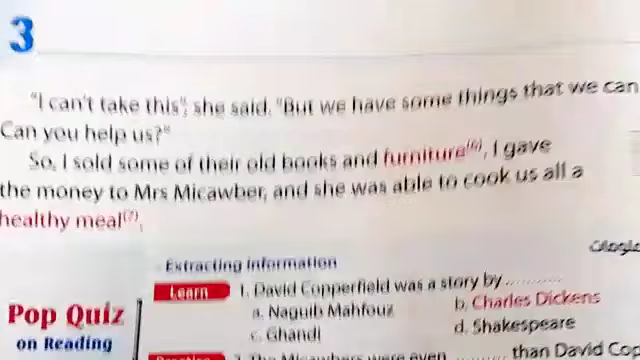 3
"I can't take this", she said. "But we have some things that we can
Can you help us?"
So, I sold some of their old books and furniture(6). I gave
the money to Mrs Micawber, and she was able to cook us all a
healthy meal(7).
Extracting information
Learn 1. David Copperfield was a story by ............
a. Naguib Mahfouz b. Charles Dickens
c. Ghandi d. Shakespeare
Pop Quiz
on Reading
2. The Micawbers were even .......... than David Cop